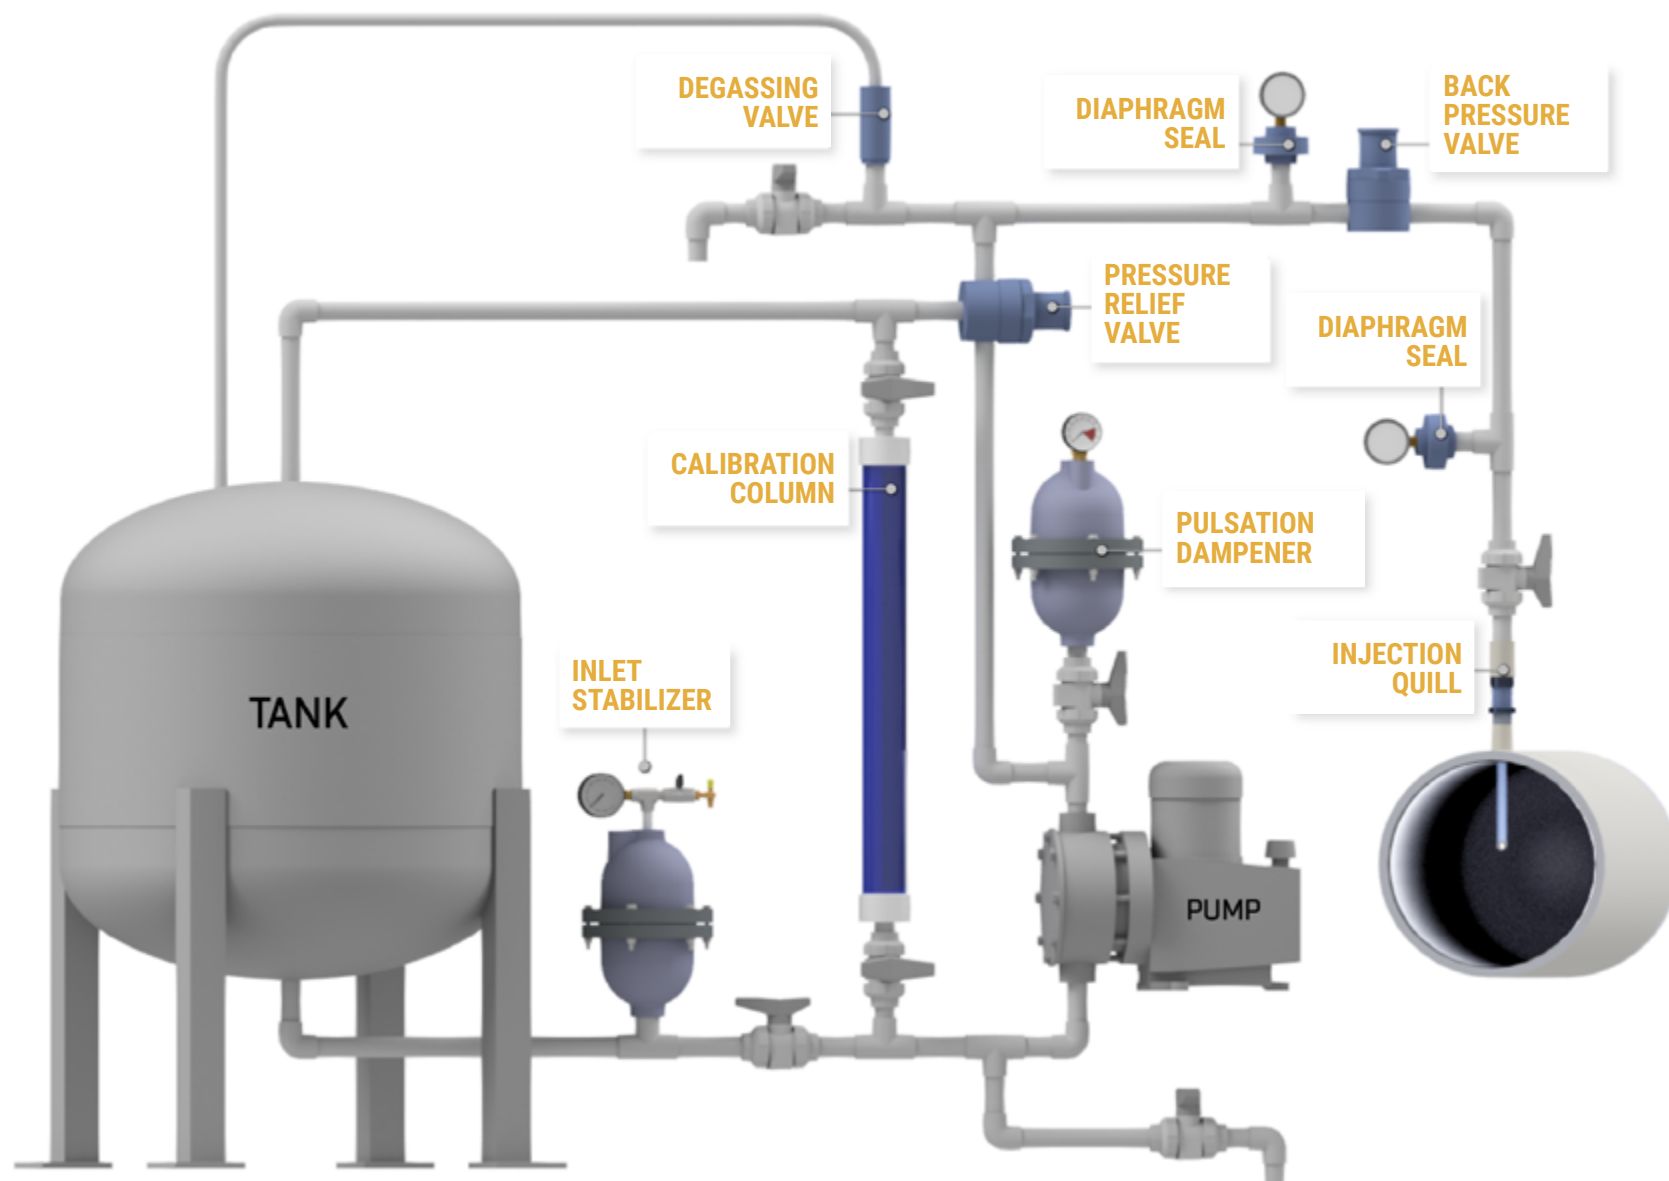 DEGASSING
VALVE
DIAPHRAGM
SEAL
BACK
PRESSURE
VALVE
PRESSURE
RELIEF
VALVE
DIAPHRAGM
SEAL
CALIBRATION
COLUMN
PULSATION
DAMPENER
INLET
STABILIZER
INJECTION
QUILL
TANK
PUMP